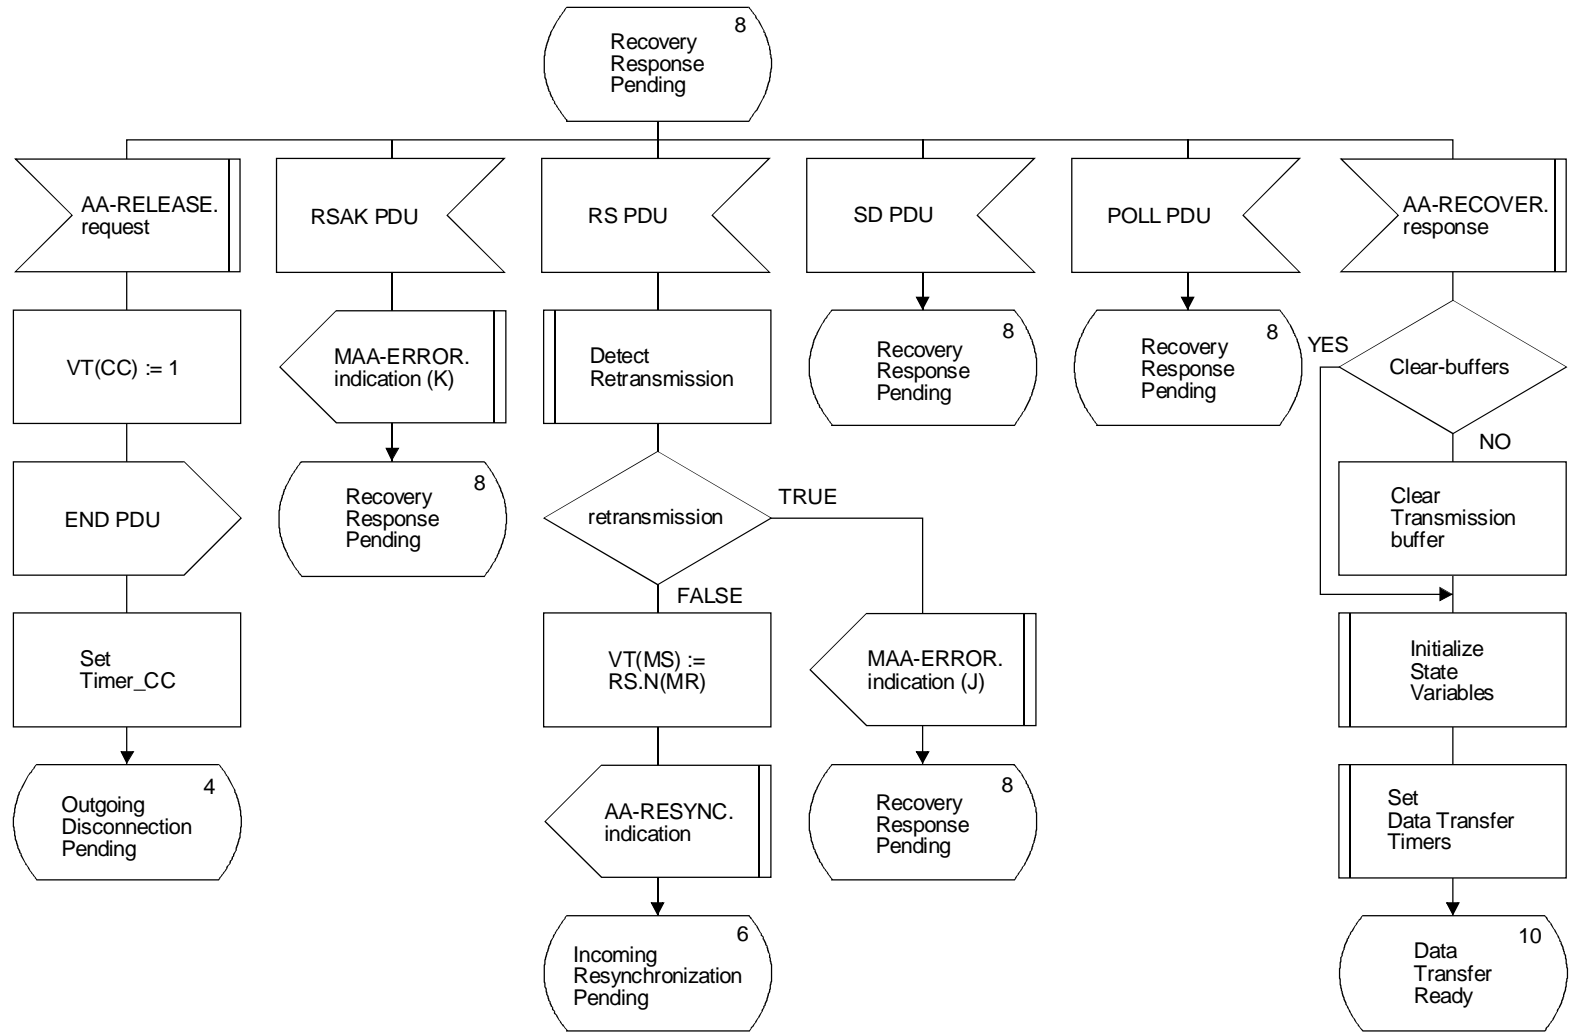 8
Recovery
Response
Pending
AA-RELEASE.
request
RSAK PDU
RS PDU
SD PDU
POLL PDU
AA-RECOVER.
response
VT(CC) := 1
MAA-ERROR.
indication (K)
Detect
Retransmission
8
Recovery
Response
Pending
8
Recovery
Response
Pending
YES
Clear-buffers
NO
END PDU
8
Recovery
Response
Pending
retransmission
TRUE
FALSE
Clear
Transmission
buffer
Set
Timer_CC
VT(MS) :=
RS.N(MR)
MAA-ERROR.
indication (J)
Initialize
State
Variables
4
Outgoing
Disconnection
Pending
AA-RESYNC.
indication
8
Recovery
Response
Pending
Set
Data Transfer
Timers
6
Incoming
Resynchronization
Pending
10
Data
Transfer
Ready